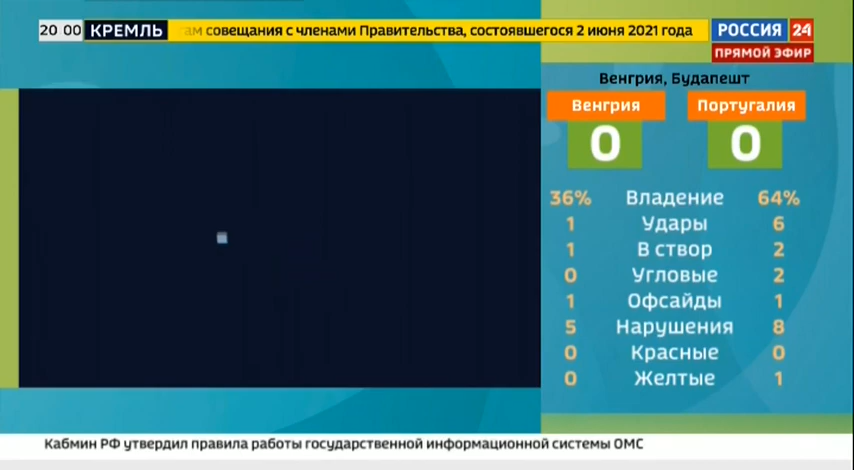 20 00 КРЕМЛЬ ам совещания с членами Правительства, состоявшегося 2 июня 2021 года РОССИЯ 24
ПРЯМОЙ ЭФИР
Венгрия, Будапешт
Венгрия Португалия
0 0
36% Владение 64%
1 Удары 6
1 В створ 2
0 Угловые 2
1 Офсайды 1
5 Нарушения 8
0 Красные 0
0 Желтые 1
Кабмин РФ утвердил правила работы государственной информационной системы ОМС